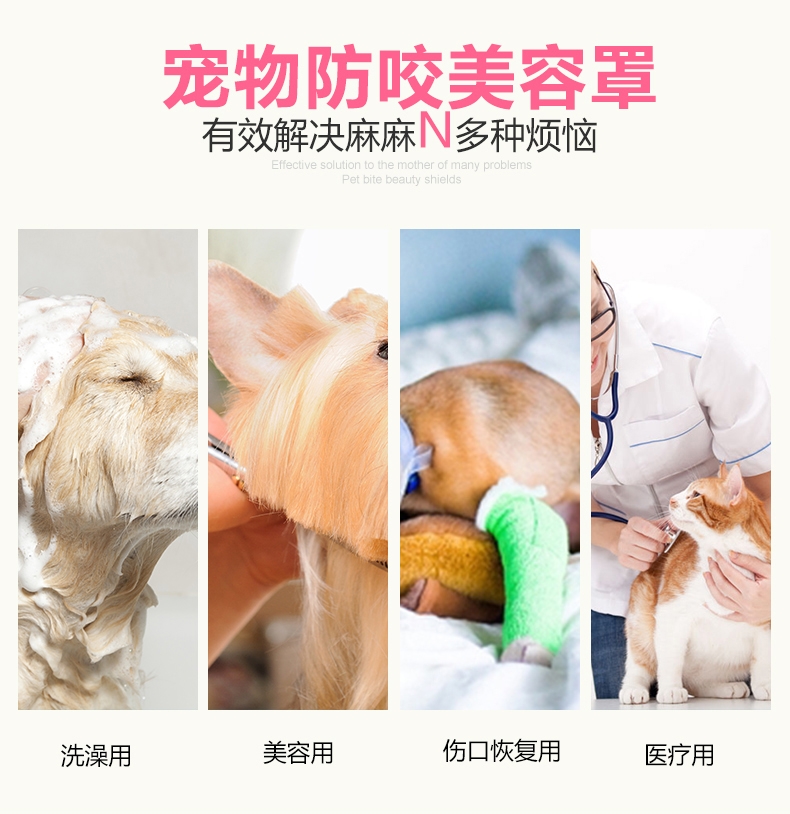 宠物防咬美容罩
有效解决麻麻N多种烦恼
Effective solution to the mother of many problems
Pet bite beauty shields
洗澡用
美容用
伤口恢复用
医疗用